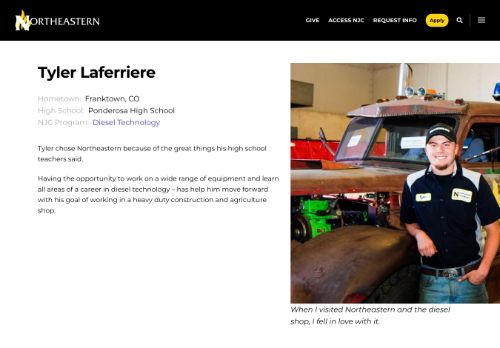 NORTHEASTERN
GIVE ACCESS NJC REQUEST INFO Apply
Tyler Laferriere
Hometown: Franktown, CO
High School: Ponderosa High School
NJC Program: Diesel Technology
Tyler chose Northeastern because of the great things his high school
teachers said.
Having the opportunity to work on a wide range of equipment and learn
all areas of a career in diesel technology – has help him move forward
with his goal of working in a heavy duty construction and agriculture
shop.
When I visited Northeastern and the diesel
shop, I fell in love with it.